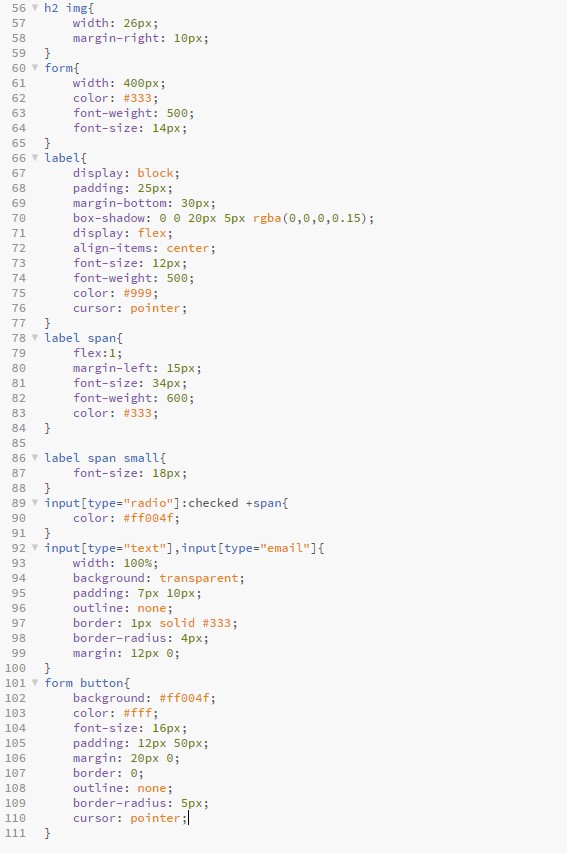 56 h2 img{
57 width: 26px;
58 margin-right: 10px;
59 }
60 form{
61 width: 400px;
62 color: #333;
63 font-weight: 500;
64 font-size: 14px;
65 }
66 label{
67 display: block;
68 padding: 25px;
69 margin-bottom: 30px;
70 box-shadow: 0 0 20px 5px rgba(0,0,0,0.15);
71 display: flex;
72 align-items: center;
73 font-size: 12px;
74 font-weight: 500;
75 color: #999;
76 cursor: pointer;
77 }
78 label span{
79 flex:1;
80 margin-left: 15px;
81 font-size: 34px;
82 font-weight: 600;
83 color: #333;
84 }
85
86 label span small{
87 font-size: 18px;
88 }
89 input[type="radio"]:checked +span{
90 color: #ff004f;
91 }
92 input[type="text"],input[type="email"]{
93 width: 100%;
94 background: transparent;
95 padding: 7px 10px;
96 outline: none;
97 border: 1px solid #333;
98 border-radius: 4px;
99 margin: 12px 0;
100 }
101 form button{
102 background: #ff004f;
103 color: #fff;
104 font-size: 16px;
105 padding: 12px 50px;
106 margin: 20px 0;
107 border: 0;
108 outline: none;
109 border-radius: 5px;
110 cursor: pointer;
111 }